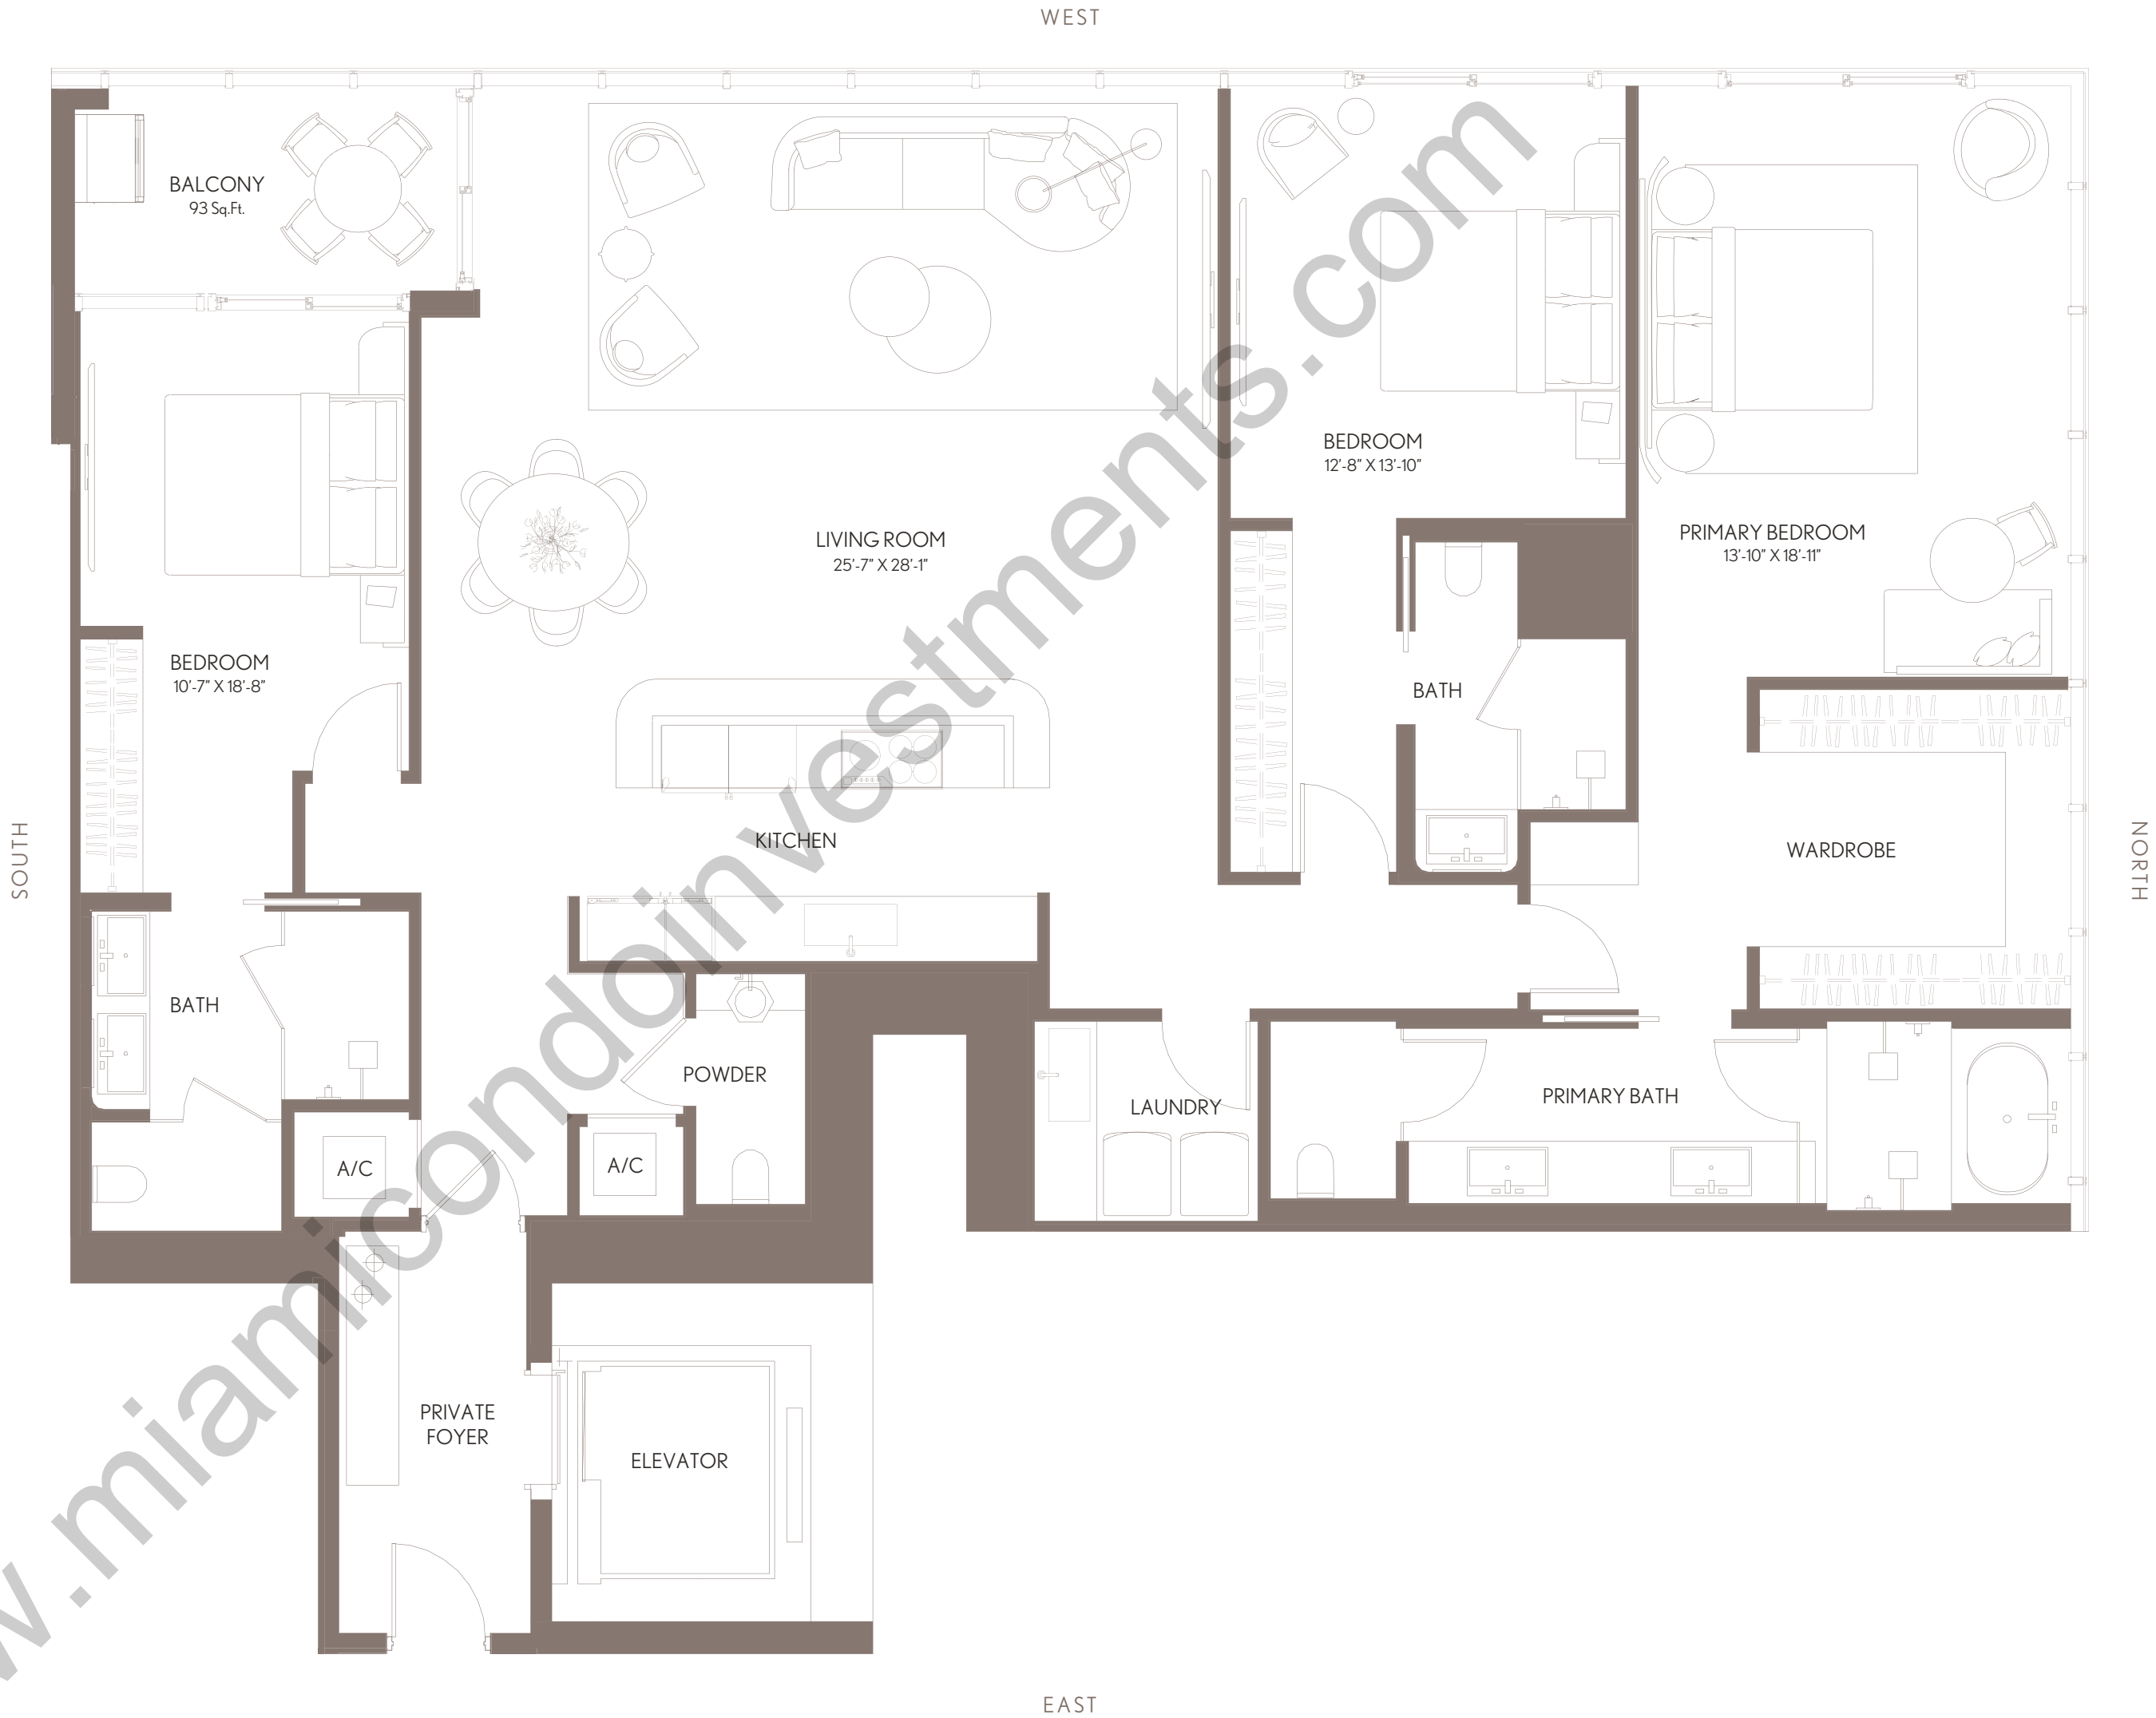 WEST
BALCONY
93 Sq.Ft.
BEDROOM
12'-8" X 13'-10"
PRIMARY BEDROOM
13'-10" X 18'-11"
LIVING ROOM
25'-7" X 28'-1"
BEDROOM
10'-7" X 18'-8"
BATH
KITCHEN
WARDROBE
SOUTH
NORTH
BATH
POWDER
LAUNDRY
PRIMARY BATH
A/C
A/C
PRIVATE
FOYER
ELEVATOR
EAST
w.miamicondoinvestments.com